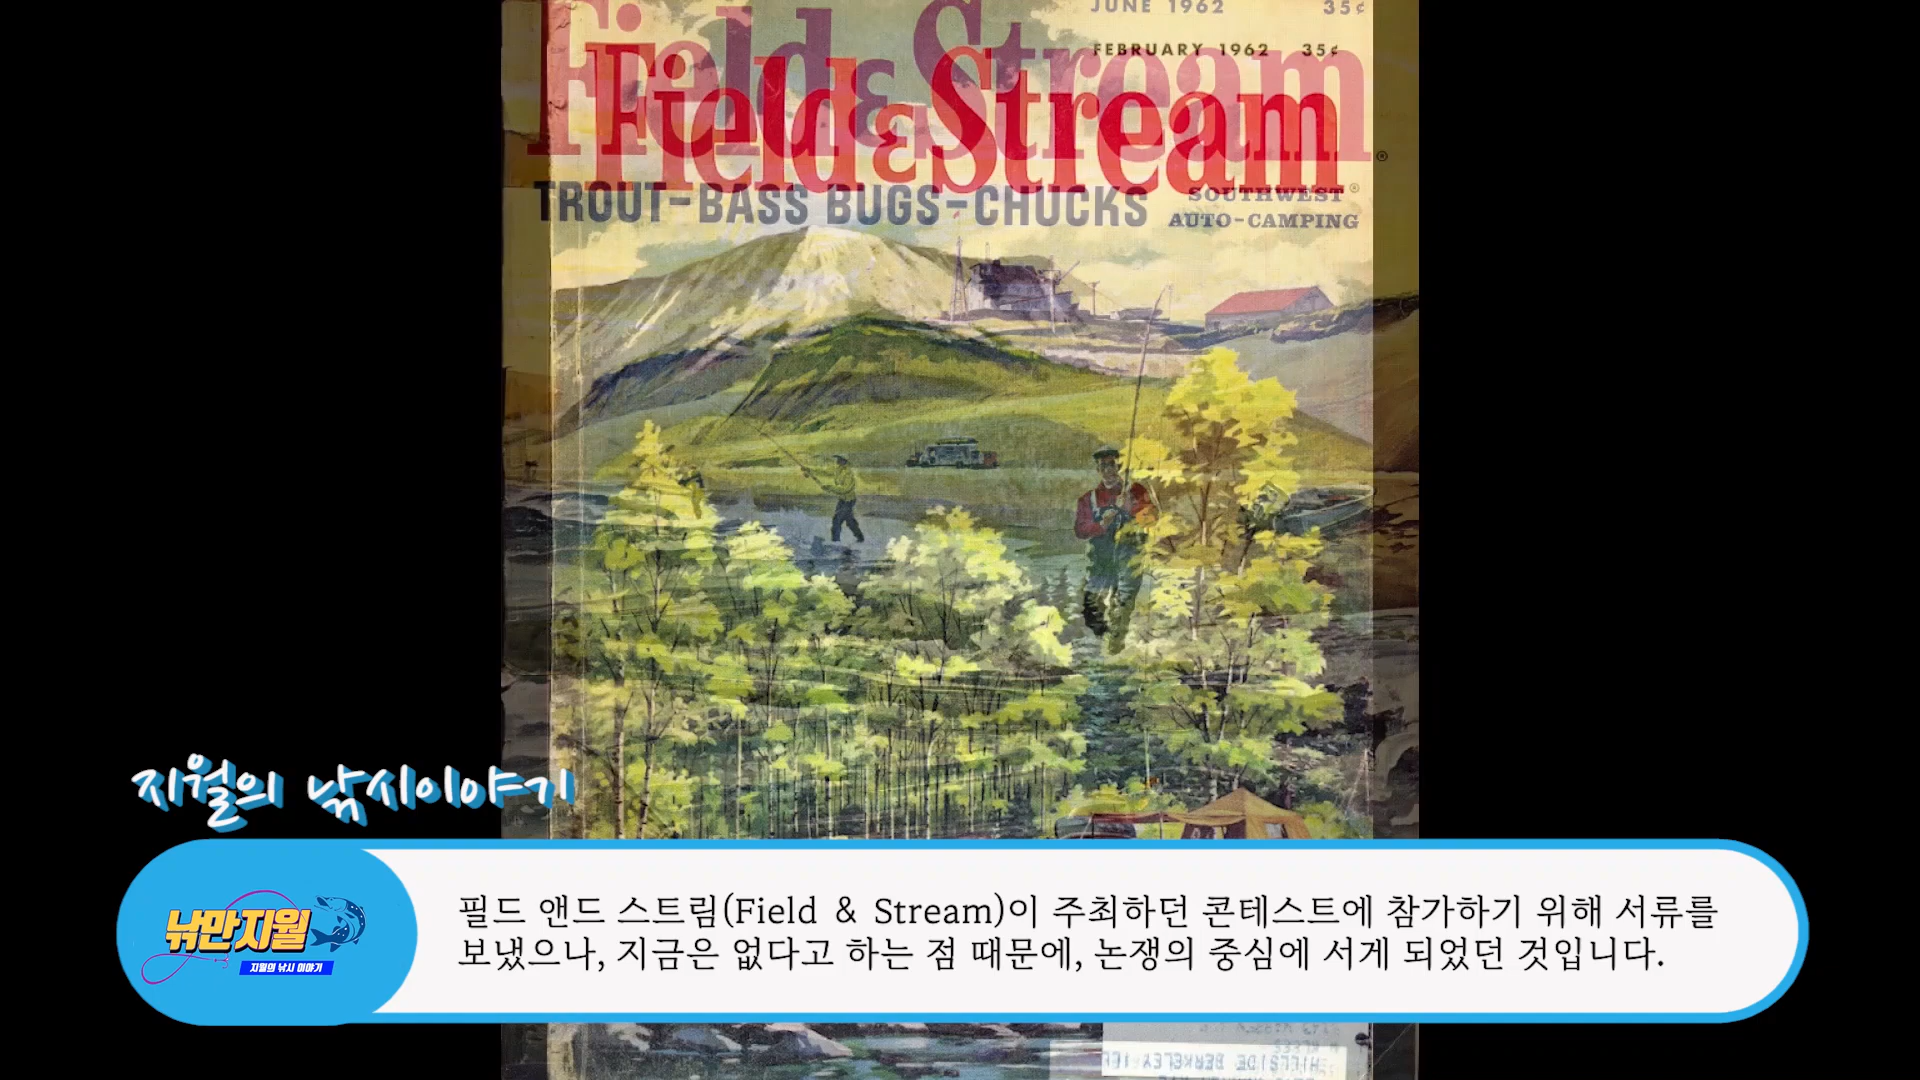 JUNE 1962 35¢
Field & Stream
FEBRUARY 1962 35¢
Field & Stream
TROUT-BASS BUGS-CHUCKS
SOUTHWEST
AUTO-CAMPING
지월의 낚시이야기
낚만지월
지월의 낚시 이야기
필드 앤드 스트림(Field & Stream)이 주최하던 콘테스트에 참가하기 위해 서류를
보냈으나, 지금은 없다고 하는 점 때문에, 논쟁의 중심에 서게 되었던 것입니다.
HILLSIDE BERKELEY